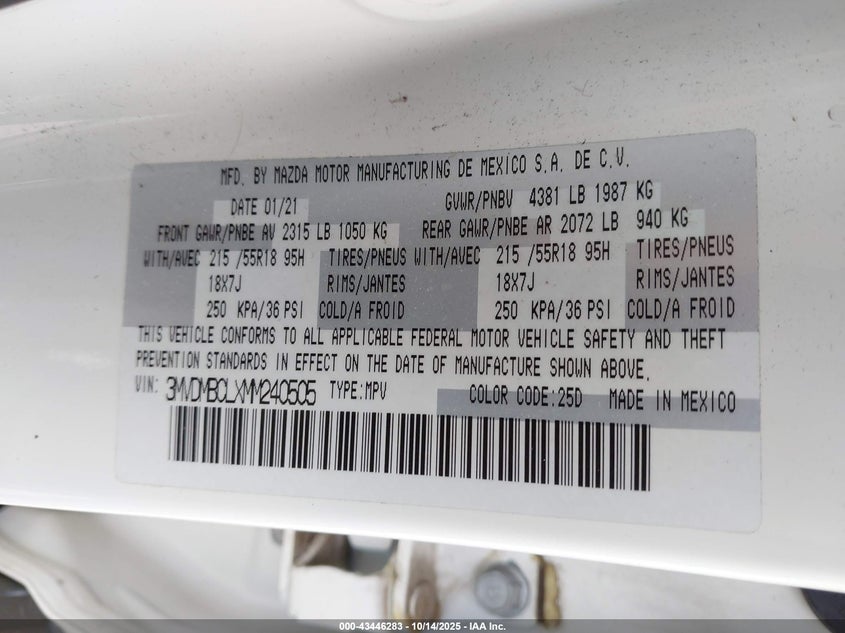 MFD. BY MAZDA MOTOR MANUFACTURING DE MEXICO S.A. DE C.V.
DATE 01/21 GVWR/PNBV 4381 LB 1987 KG
FRONT GAWR/PNBE AV 2315 LB 1050 KG REAR GAWR/PNBE AR 2072 LB 940 KG
WITH/AVEC 215 /55R18 95H TIRES/PNEUS WITH/AVEC 215 /55R18 95H TIRES/PNEUS
18X7J RIMS/JANTES 18X7J RIMS/JANTES
250 KPA/36 PSI COLD/A FROID 250 KPA/36 PSI COLD/A FROID
THIS VEHICLE CONFORMS TO ALL APPLICABLE FEDERAL MOTOR VEHICLE SAFETY AND THEFT
PREVENTION STANDARDS IN EFFECT ON THE DATE OF MANUFACTURE SHOWN ABOVE.
VIN: 3MVDMBCLXMM240505 TYPE:MPV COLOR CODE:25D MADE IN MEXICO
000-43446283 - 10/14/2025 - IAA Inc.